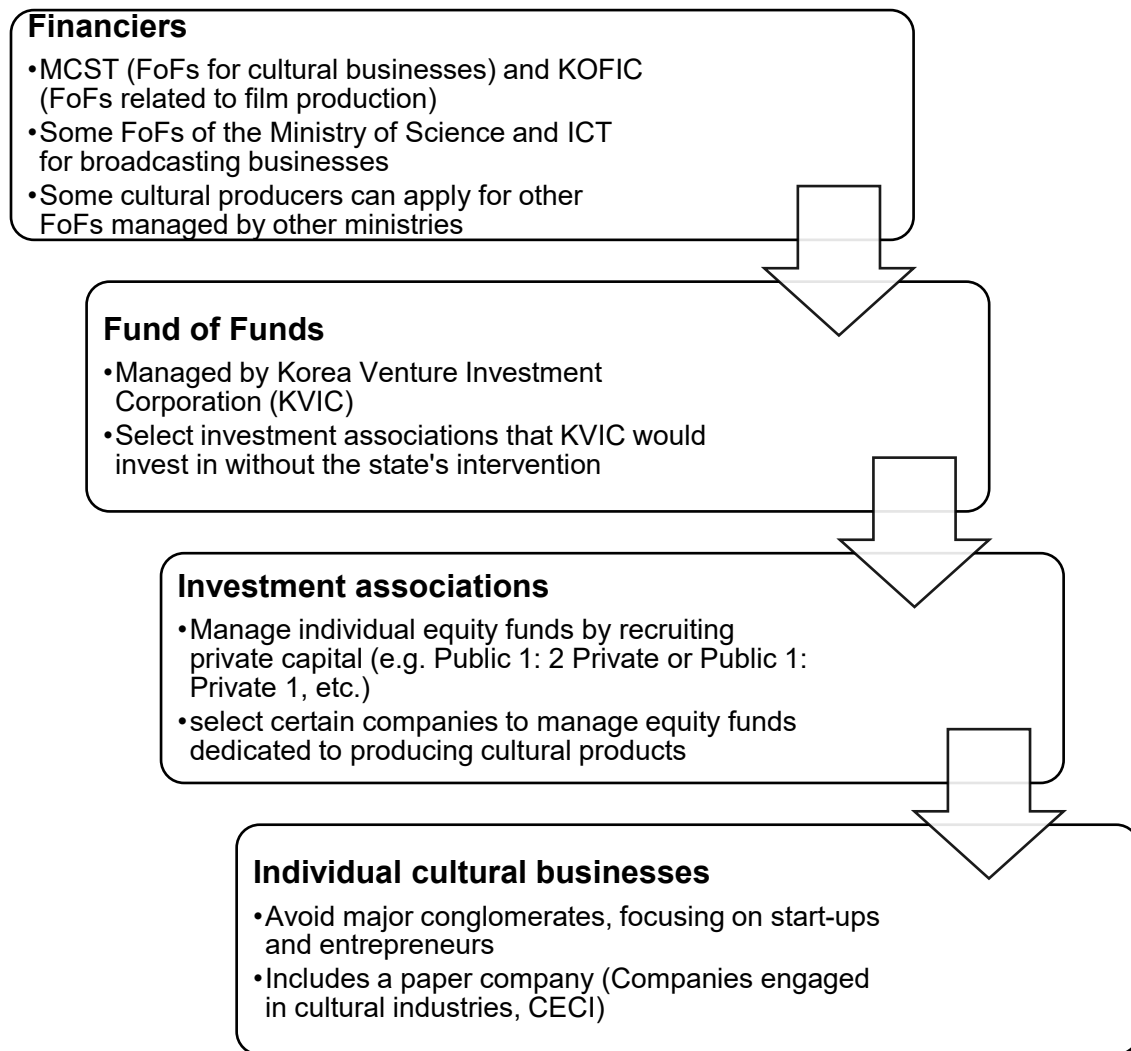 Financiers
•MCST (FoFs for cultural businesses) and KOFIC
(FoFs related to film production)
•Some FoFs of the Ministry of Science and ICT
for broadcasting businesses
•Some cultural producers can apply for other
FoFs managed by other ministries
Fund of Funds
•Managed by Korea Venture Investment
Corporation (KVIC)
•Select investment associations that KVIC would
invest in without the state's intervention
Investment associations
•Manage individual equity funds by recruiting
private capital (e.g. Public 1: 2 Private or Public 1:
Private 1, etc.)
•select certain companies to manage equity funds
dedicated to producing cultural products
Individual cultural businesses
•Avoid major conglomerates, focusing on start-ups
and entrepreneurs
•Includes a paper company (Companies engaged
in cultural industries, CECI)